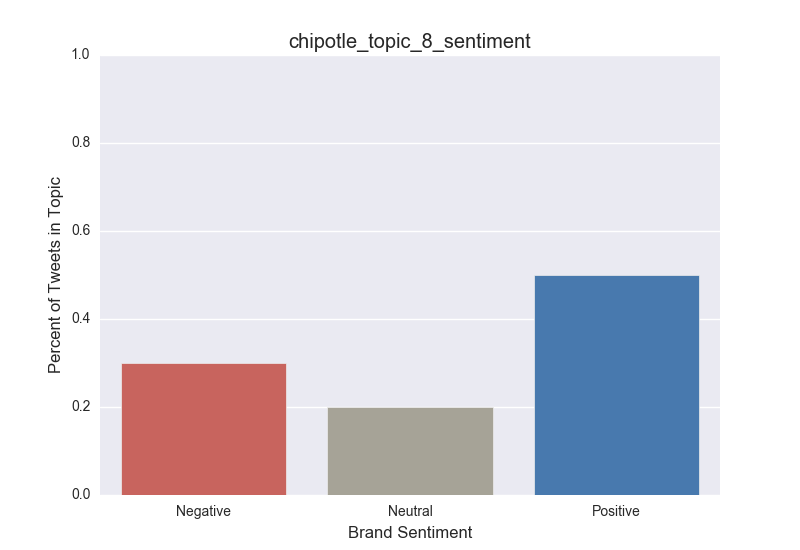 chipotle_topic_8_sentiment
1.0
0.8
0.6
0.4
0.2
0.0
Percent of Tweets in Topic
Negative
Neutral
Positive
Brand Sentiment